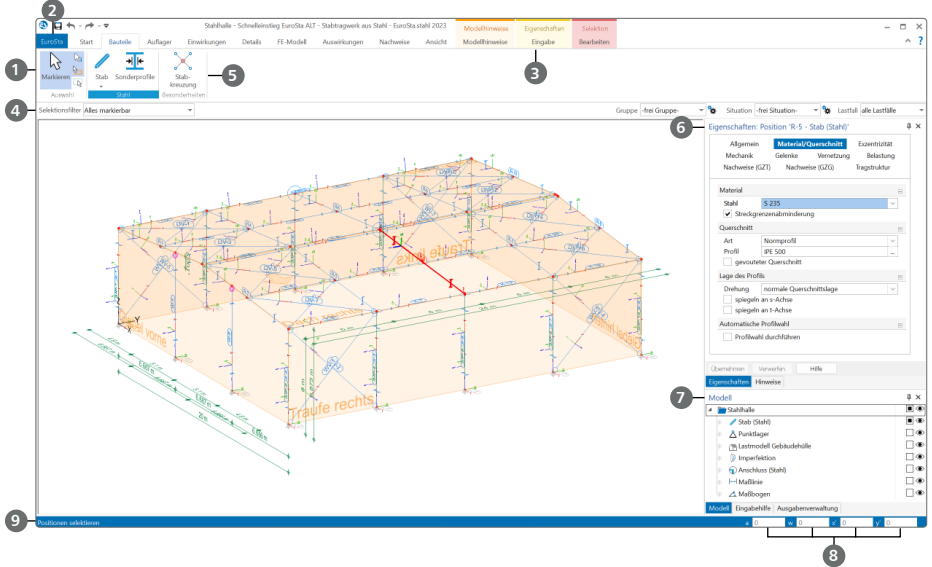 2
Stahlhalle - Schnelleinstieg EuroSta ALT - Stabtragwerk aus Stahl - EuroSta.stahl 2023
Modellhinweise Eigenschaften Selektion
EuroSta Start Bauteile Auflager Einwirkungen Details FE-Modell Auswirkungen Nachweise Ansicht Modellhinweise Eingabe Bearbeiten
1
Markieren Stab Sonderprofile Stab-
kreuzung
5
3
Auswahl Stahl Besonderheiten
4
Selektionsfilter Alles markierbar Gruppe -frei Gruppe- Situation -frei Situation- Lastfall alle Lastfälle
6
Eigenschaften: Position 'R-5 - Stab (Stahl)'
Allgemein Material/Querschnitt Exzentrizität
Mechanik Gelenke Vernetzung Belastung
Nachweise (GZT) Nachweise (GZG) Tragstruktur
Material
Stahl S 235
Streckgrenzenabminderung
Querschnitt
Art Normprofil
Profil IPE 500
gevouteter Querschnitt
Lage des Profils
Drehung normale Querschnittslage
spiegeln an s-Achse
spiegeln an t-Achse
Automatische Profilwahl
Profilwahl durchführen
Übernehmen Verwerfen Hilfe
Eigenschaften Hinweise
Traufe links
Y
X
Traufe rechts
20 m
7
Modell
Stahlhalle
Stab (Stahl)
Punktlager
Lastmodell Gebäudehülle
Imperfektion
Anschluss (Stahl)
Maßlinie
Maßbogen
Modell Eingabehilfe Ausgabenverwaltung
9
Positionen selektieren a 0 w 0 x' 0 y' 0
8